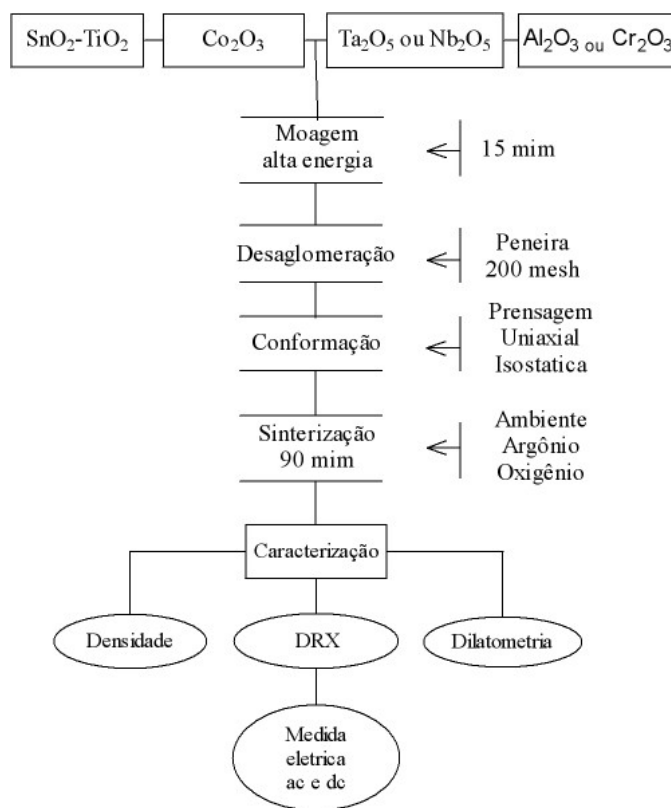 SnO₂-TiO₂
Co₂O₃
Ta₂O₅ ou Nb₂O₅
Al₂O₃ ou Cr₂O₃
Moagem
alta energia
15 mim
Desaglomeração
Peneira
200 mesh
Conformação
Prensagem
Uniaxial
Isostatica
Sinterização
90 mim
Ambiente
Argônio
Oxigênio
Caracterização
Densidade
DRX
Dilatometria
Medida
eletrica
ac e dc